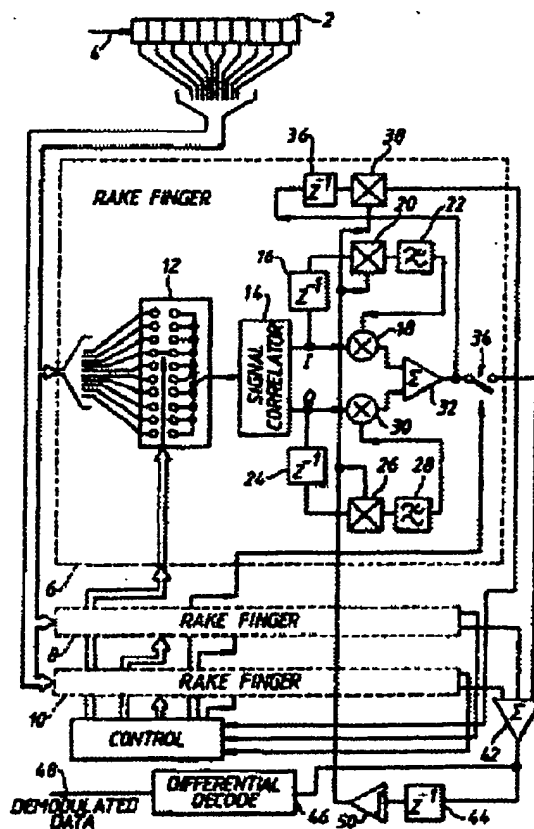 2
4
36
38
RAKE FINGER
20
22
Z⁻¹
12
16
Z⁻¹
14
SIGNAL CORRELATOR
I
18
Σ
36
Q
30
32
24
Z⁻¹
26
28
6
RAKE FINGER
8
RAKE FINGER
10
CONTROL
Σ
42
48
DEMODULATED DATA
DIFFERENTIAL DECODE
46
50
Z⁻¹
44